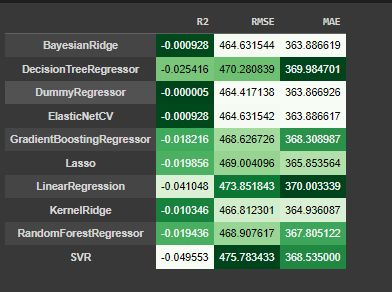 R2 RMSE MAE
BayesianRidge -0.000928 464.631544 363.886619
DecisionTreeRegressor -0.025416 470.280839 369.984701
DummyRegressor -0.000005 464.417138 363.866926
ElasticNetCV -0.000928 464.631542 363.886617
GradientBoostingRegressor -0.018216 468.626726 368.308987
Lasso -0.019856 469.004096 365.853564
LinearRegression -0.041048 473.851843 370.003339
KernelRidge -0.010346 466.812301 364.936087
RandomForestRegressor -0.019436 468.907617 367.805122
SVR -0.049553 475.783433 368.535000